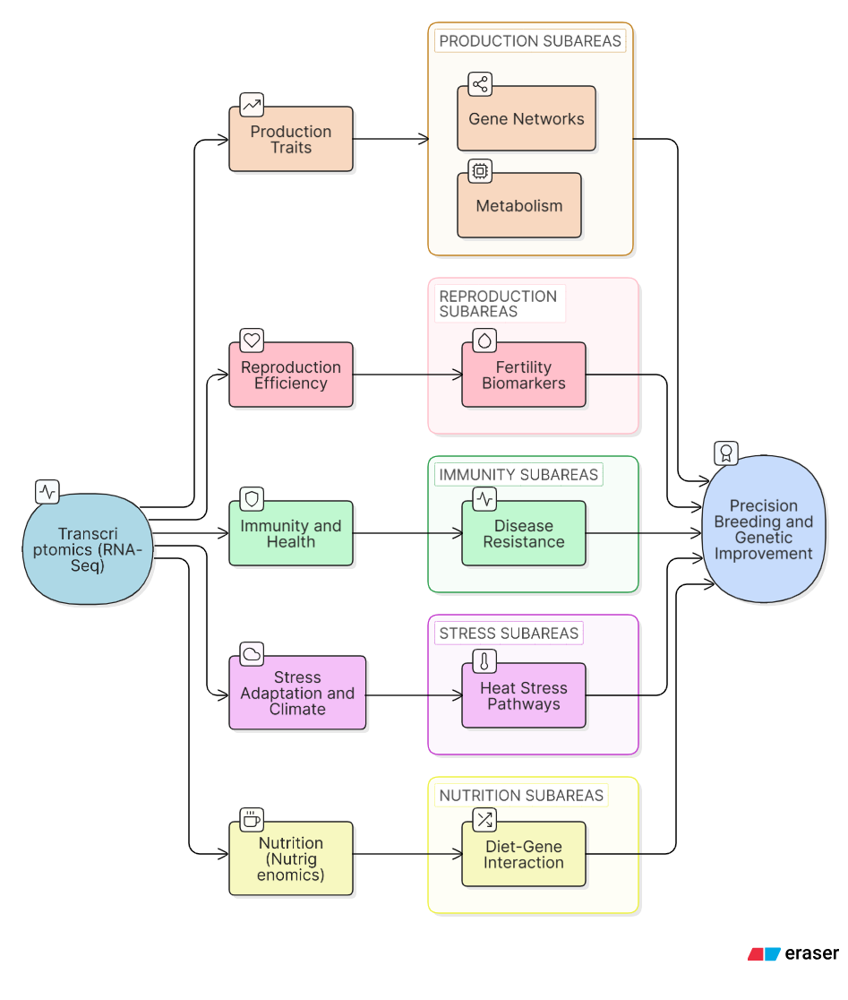 PRODUCTION SUBAREAS
Gene Networks
Production
Traits
Metabolism
REPRODUCTION
SUBAREAS
Reproduction
Efficiency
Fertility
Biomarkers
IMMUNITY SUBAREAS
Immunity and
Health
Disease
Resistance
Transcri
ptomics (RNA-
Seq)
Precision
Breeding and
Genetic
Improvement
STRESS SUBAREAS
Stress
Adaptation and
Climate
Heat Stress
Pathways
NUTRITION SUBAREAS
Nutrition
(Nutrig
enomics)
Diet-Gene
Interaction
eraser